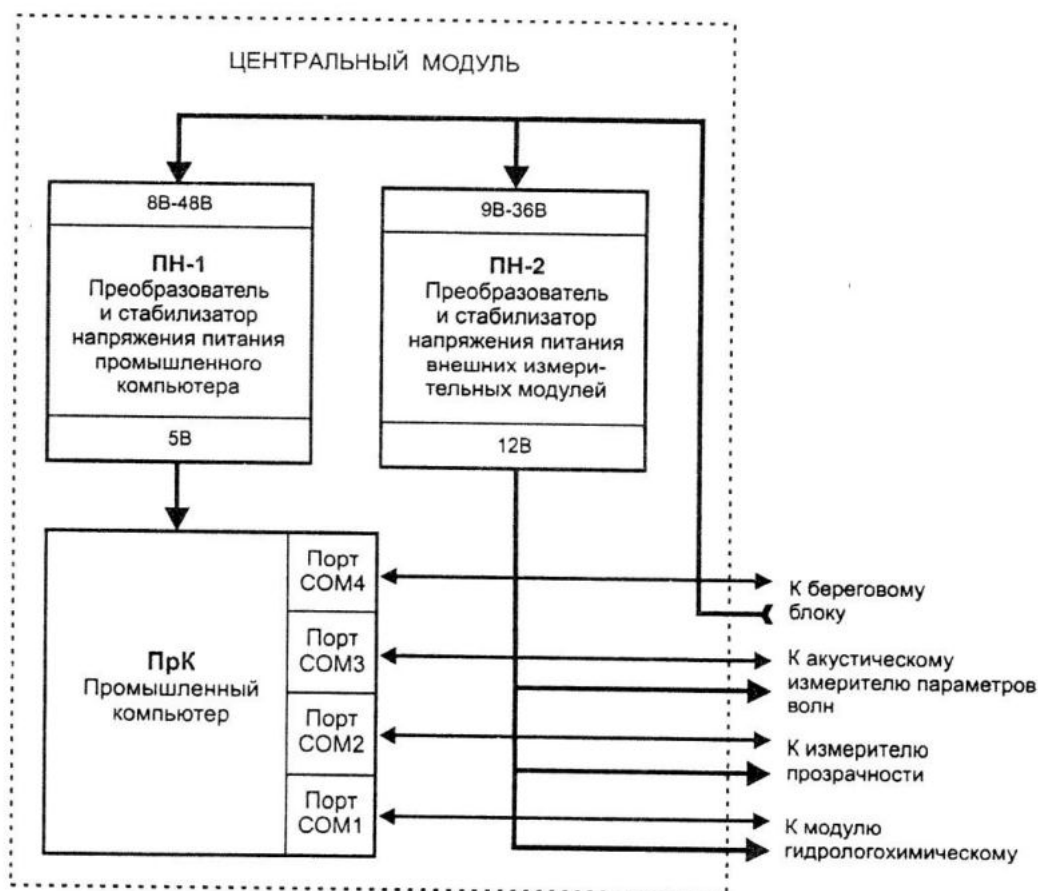 ЦЕНТРАЛЬНЫЙ МОДУЛЬ
8В-48В
ПН-1
Преобразователь
и стабилизатор
напряжения питания
промышленного
компьютера
5В
9В-36В
ПН-2
Преобразователь
и стабилизатор
напряжения питания
внешних измери-
тельных модулей
12В
ПрК
Промышленный
компьютер
Порт
COM4
Порт
COM3
Порт
COM2
Порт
COM1
К береговому
блоку
К акустическому
измерителю параметров
волн
К измерителю
прозрачности
К модулю
гидрологохимическому